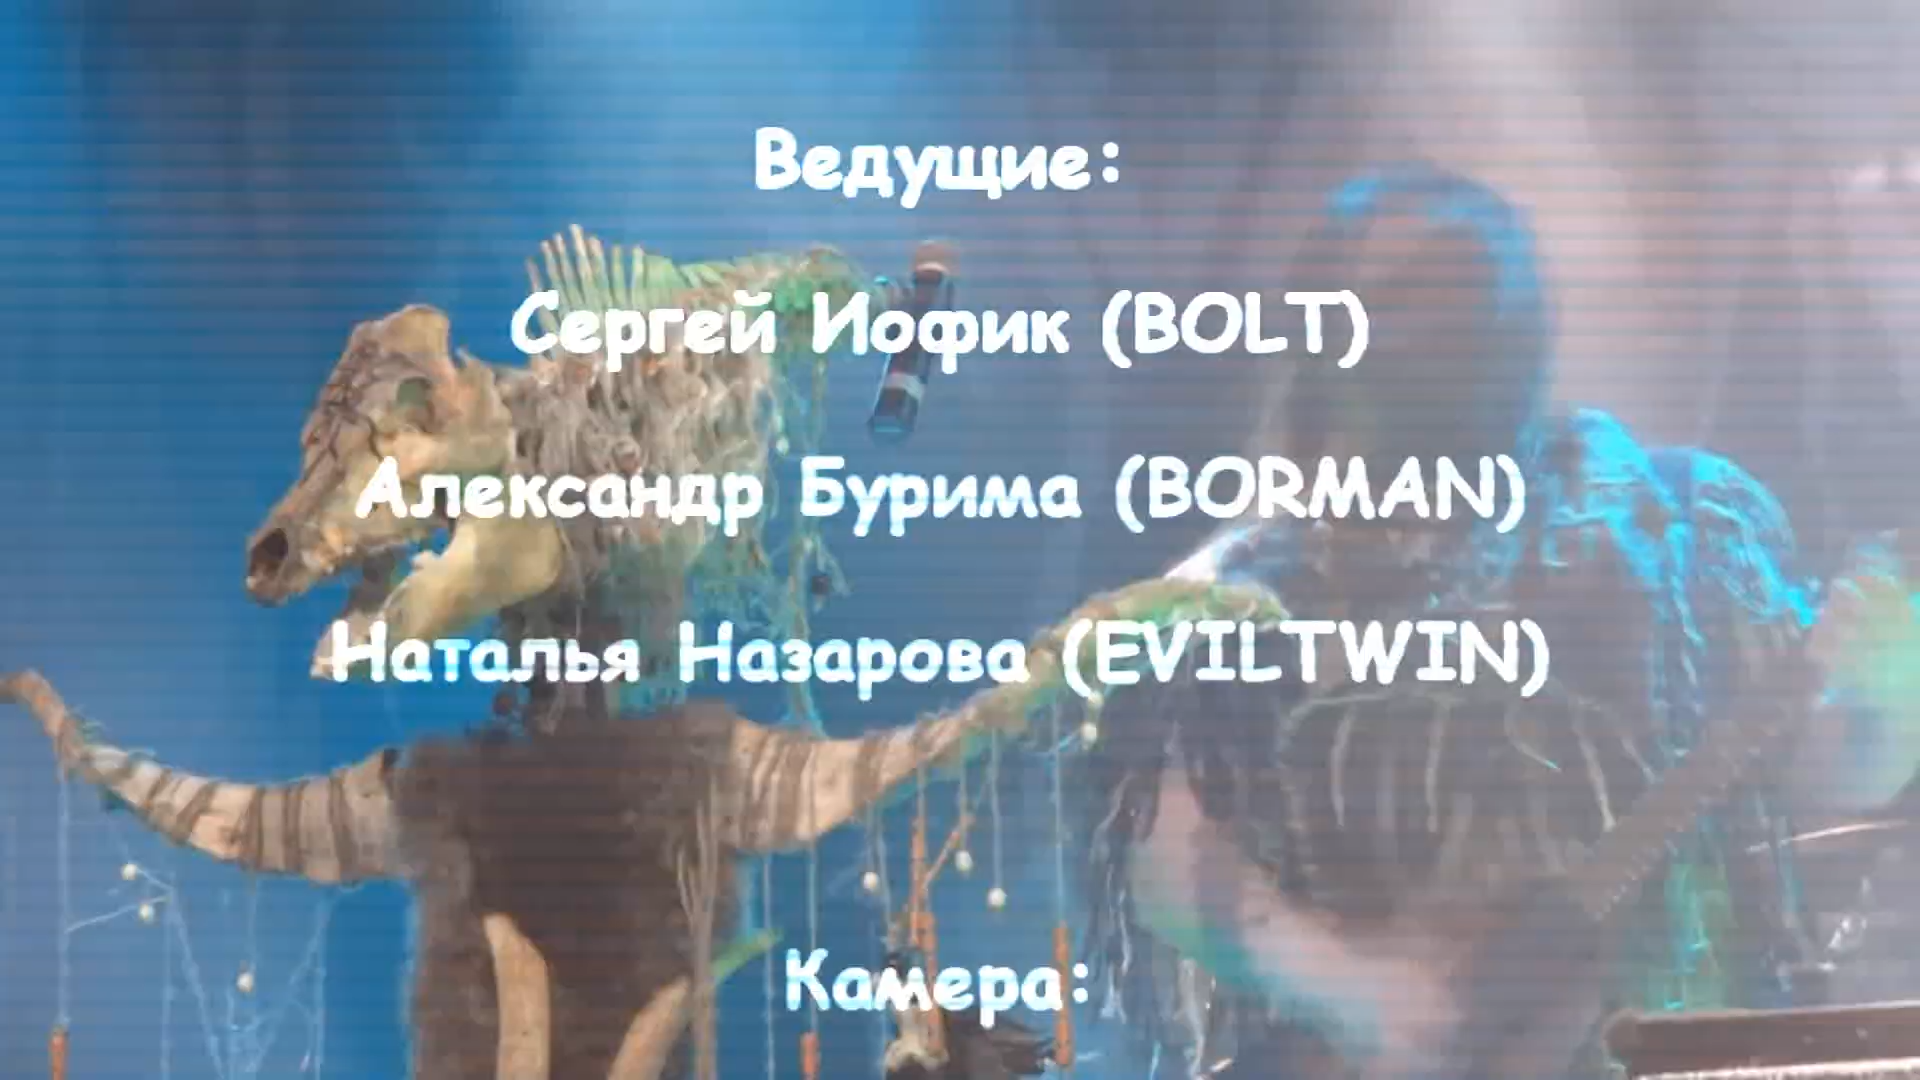 Ведущие:
Сергей Иофик (BOLT)
Александр Бурима (BORMAN)
Наталья Назарова (EVILTWIN)
Камера: